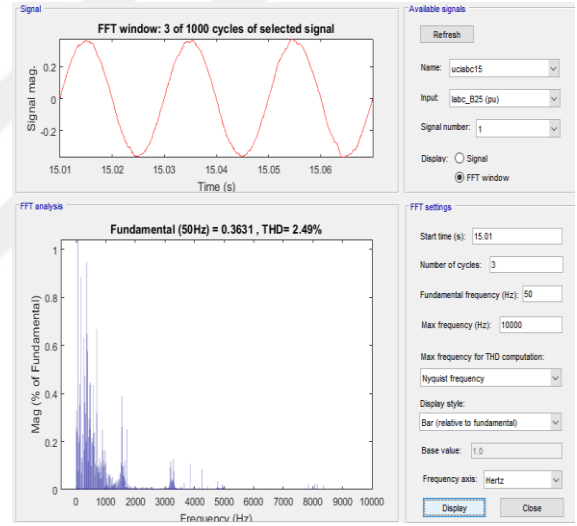 Signal
FFT window: 3 of 1000 cycles of selected signal
Signal mag.
0.2
0
-0.2
15.01 15.02 15.03 15.04 15.05 15.06
Time (s)
Available signals
Refresh
Name: uciabc15
Input: Iabc_B25 (pu)
Signal number: 1
Display: Signal
FFT window
FFT analysis
Fundamental (50Hz) = 0.3631 , THD= 2.49%
Mag (% of Fundamental)
1
0.8
0.6
0.4
0.2
0
0 1000 2000 3000 4000 5000 6000 7000 8000 9000 10000
Frequency (Hz)
FFT settings
Start time (s): 15.01
Number of cycles: 3
Fundamental frequency (Hz): 50
Max frequency (Hz): 10000
Max frequency for THD computation:
Nyquist frequency
Display style:
Bar (relative to fundamental)
Base value: 1.0
Frequency axis: Hertz
Display Close